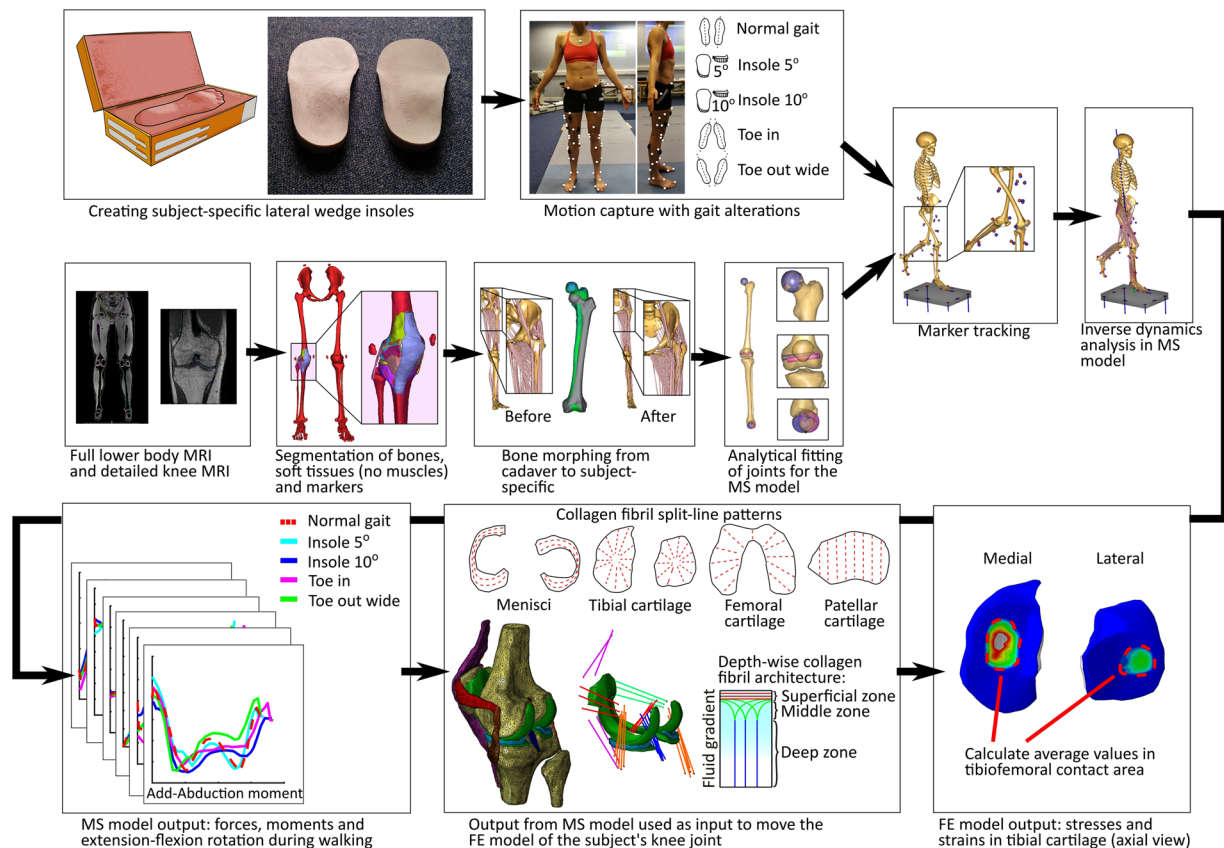 Normal gait
Insole 5º
5º
Insole 10º
10º
Toe in
Toe out wide
Creating subject-specific lateral wedge insoles
Motion capture with gait alterations
Marker tracking
Inverse dynamics
analysis in MS
model
Before
After
Full lower body MRI
and detailed knee MRI
Segmentation of bones,
soft tissues (no muscles)
and markers
Bone morphing from
cadaver to subject-
specific
Analytical fitting
of joints for the
MS model
Normal gait
Insole 5º
Insole 10º
Toe in
Toe out wide
Add-Abduction moment
MS model output: forces, moments and
extension-flexion rotation during walking
Collagen fibril split-line patterns
Menisci
Tibial cartilage
Femoral
cartilage
Patellar
cartilage
Depth-wise collagen
fibril architecture:
Fluid gradient
Superficial zone
Middle zone
Deep zone
Output from MS model used as input to move the
FE model of the subject's knee joint
Medial
Lateral
Calculate average values in
tibiofemoral contact area
FE model output: stresses and
strains in tibial cartilage (axial view)